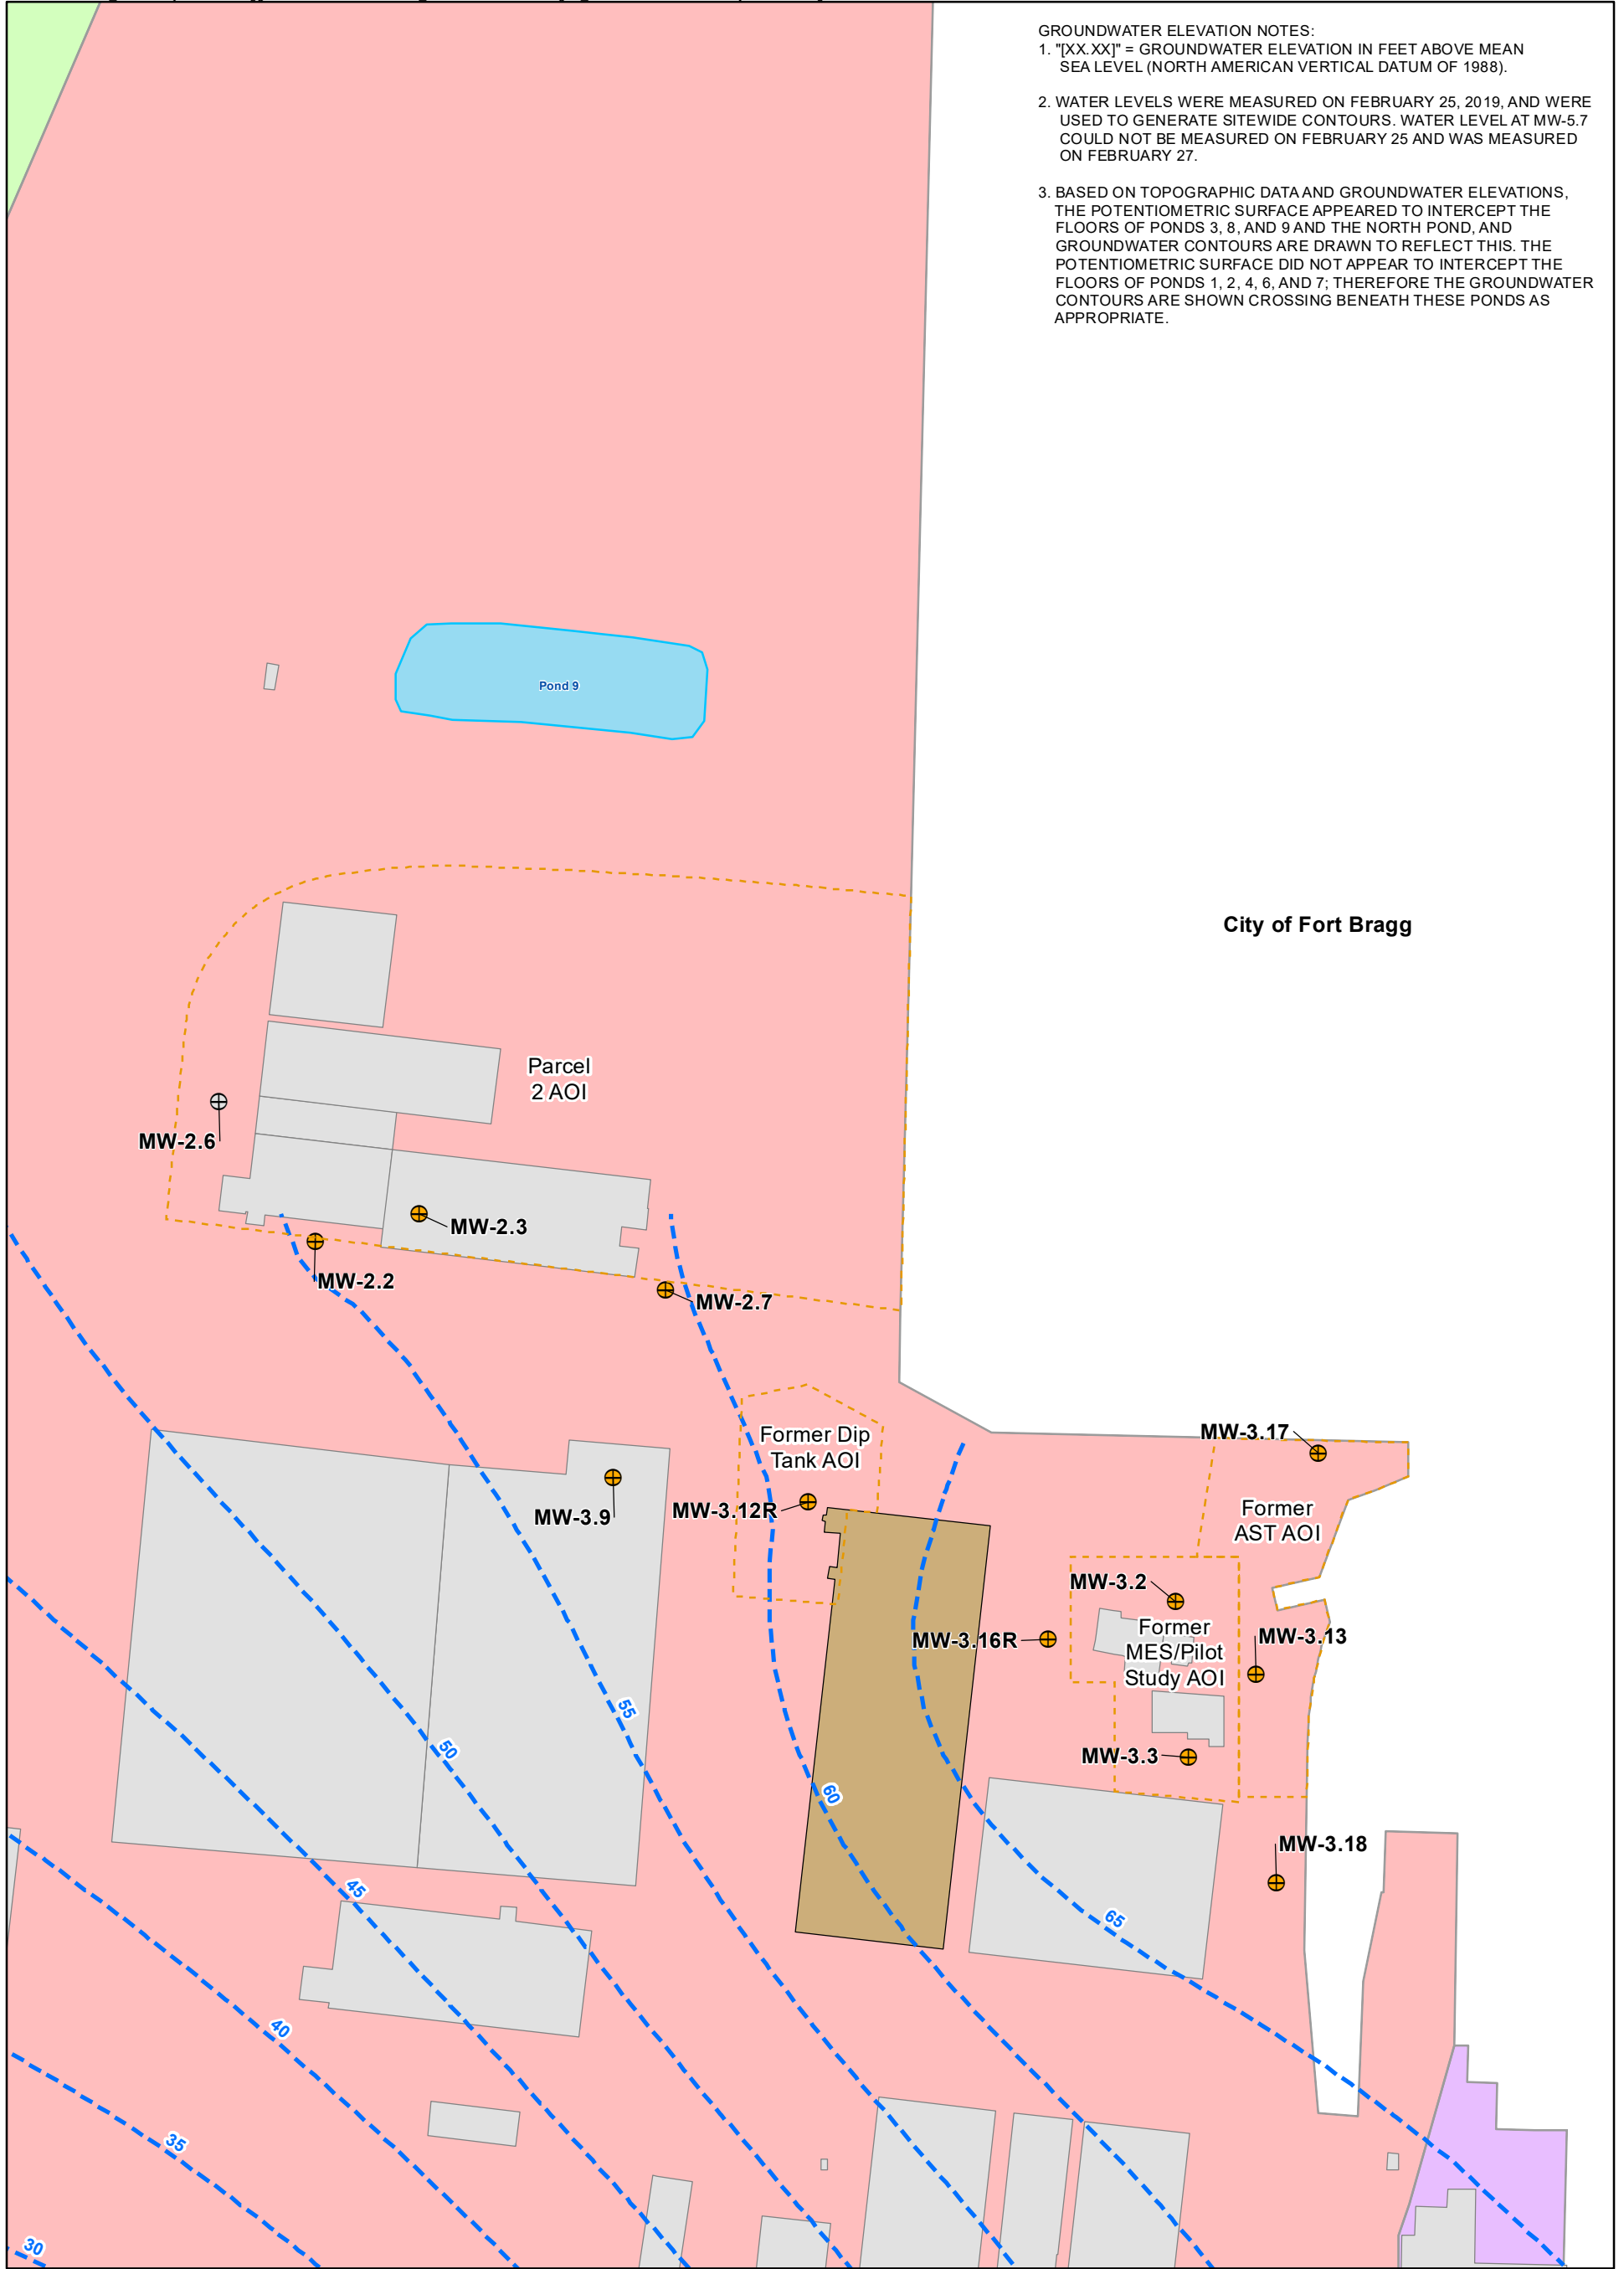 GROUNDWATER ELEVATION NOTES:
1. "[XX.XX]" = GROUNDWATER ELEVATION IN FEET ABOVE MEAN
SEA LEVEL (NORTH AMERICAN VERTICAL DATUM OF 1988).
2. WATER LEVELS WERE MEASURED ON FEBRUARY 25, 2019, AND WERE
USED TO GENERATE SITEWIDE CONTOURS. WATER LEVEL AT MW-5.7
COULD NOT BE MEASURED ON FEBRUARY 25 AND WAS MEASURED
ON FEBRUARY 27.
3. BASED ON TOPOGRAPHIC DATA AND GROUNDWATER ELEVATIONS,
THE POTENTIOMETRIC SURFACE APPEARED TO INTERCEPT THE
FLOORS OF PONDS 3, 8, AND 9 AND THE NORTH POND, AND
GROUNDWATER CONTOURS ARE DRAWN TO REFLECT THIS. THE
POTENTIOMETRIC SURFACE DID NOT APPEAR TO INTERCEPT THE
FLOORS OF PONDS 1, 2, 4, 6, AND 7; THEREFORE THE GROUNDWATER
CONTOURS ARE SHOWN CROSSING BENEATH THESE PONDS AS
APPROPRIATE.
Pond 9
City of Fort Bragg
Parcel
2 AOI
MW-2.6
MW-2.3
MW-2.2
MW-2.7
MW-3.17
Former Dip
Tank AOI
MW-3.9
MW-3.12R
Former
AST AOI
MW-3.2
MW-3.16R
Former
MES/Pilot
Study AOI
MW-3.13
55
50
MW-3.3
60
MW-3.18
45
65
40
35
30